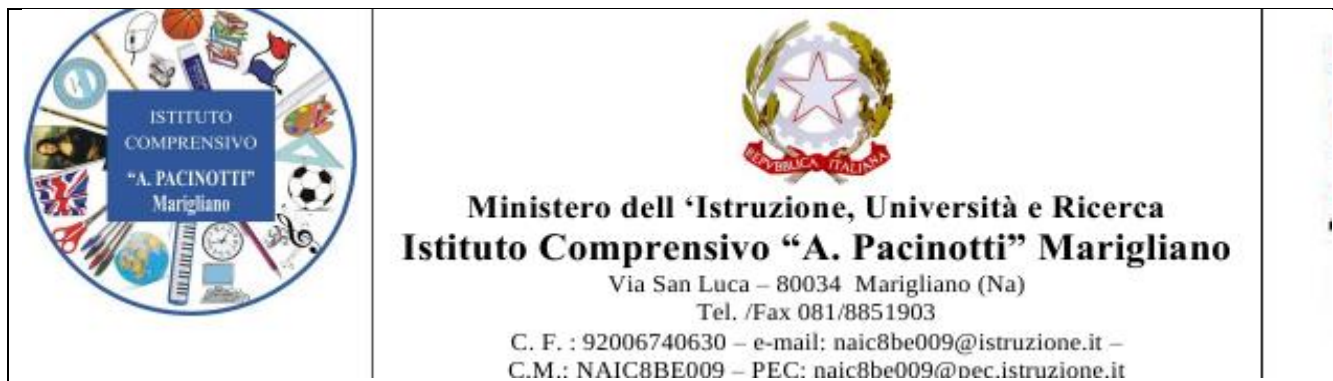 ISTITUTO
COMPRENSIVO
“A. PACINOTTI”
Marigliano
REPVBBLICA ITALIANA
Ministero dell ‘Istruzione, Università e Ricerca
Istituto Comprensivo “A. Pacinotti” Marigliano
Via San Luca – 80034 Marigliano (Na)
Tel. /Fax 081/8851903
C. F. : 92006740630 – e-mail: naic8be009@istruzione.it –
C.M.: NAIC8BE009 – PEC: naic8be009@pec.istruzione.it